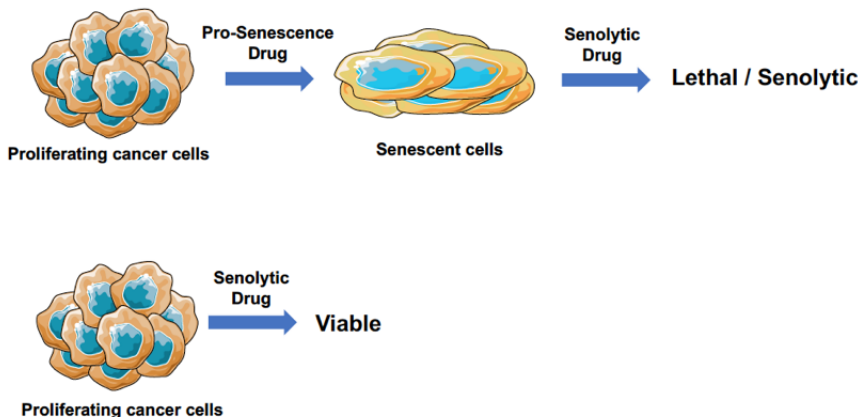 Pro-Senescence
Drug
Senolytic
Drug
Lethal / Senolytic
Proliferating cancer cells
Senescent cells
Senolytic
Drug
Viable
Proliferating cancer cells